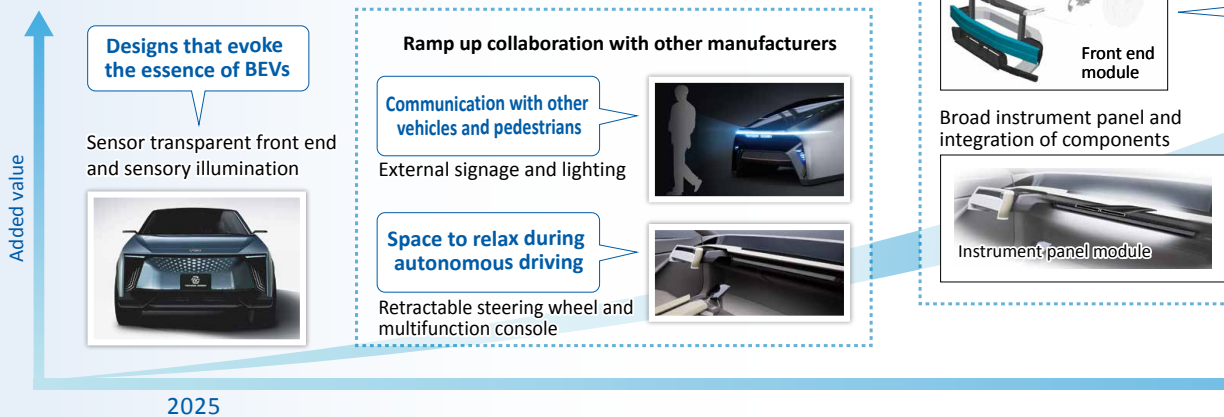 Added value
Designs that evoke
the essence of BEVs
Sensor transparent front end
and sensory illumination
Ramp up collaboration with other manufacturers
Communication with other
vehicles and pedestrians
External signage and lighting
Space to relax during
autonomous driving
Retractable steering wheel and
multifunction console
Front end
module
Broad instrument panel and
integration of components
Instrument panel module
2025